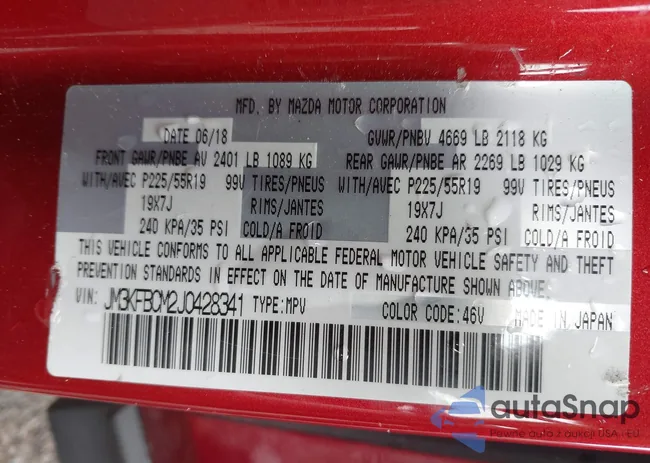 MFD. BY MAZDA MOTOR CORPORATION
DATE 06/18 GVWR/PNBV 4669 LB 2118 KG
FRONT GAWR/PNBE AV 2401 LB 1089 KG REAR GAWR/PNBE AR 2269 LB 1029 KG
WITH/AVEC P225/55R19 99V TIRES/PNEUS WITH/AVEC P225/55R19 99V TIRES/PNEUS
19X7J RIMS/JANTES 19X7J RIMS/JANTES
240 KPA/35 PSI COLD/A FROID 240 KPA/35 PSI COLD/A FROID
THIS VEHICLE CONFORMS TO ALL APPLICABLE FEDERAL MOTOR VEHICLE SAFETY AND THEFT
PREVENTION STANDARDS IN EFFECT ON THE DATE OF MANUFACTURE SHOWN ABOVE.
VIN: JM3KFBCM2J0428341 TYPE:MPV COLOR CODE:46V MADE IN JAPAN
autoSnap
Pewne auta z aukcji USA i EU